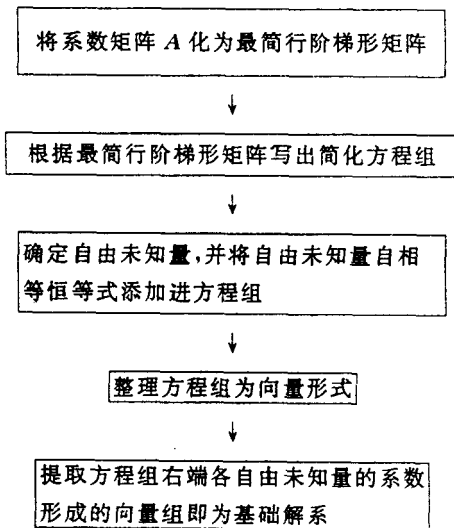 将系数矩阵 A 化为最简行阶梯形矩阵
↓
根据最简行阶梯形矩阵写出简化方程组
↓
确定自由未知量,并将自由未知量自相
等恒等式添加进方程组
↓
整理方程组为向量形式
↓
提取方程组右端各自由未知量的系数
形成的向量组即为基础解系